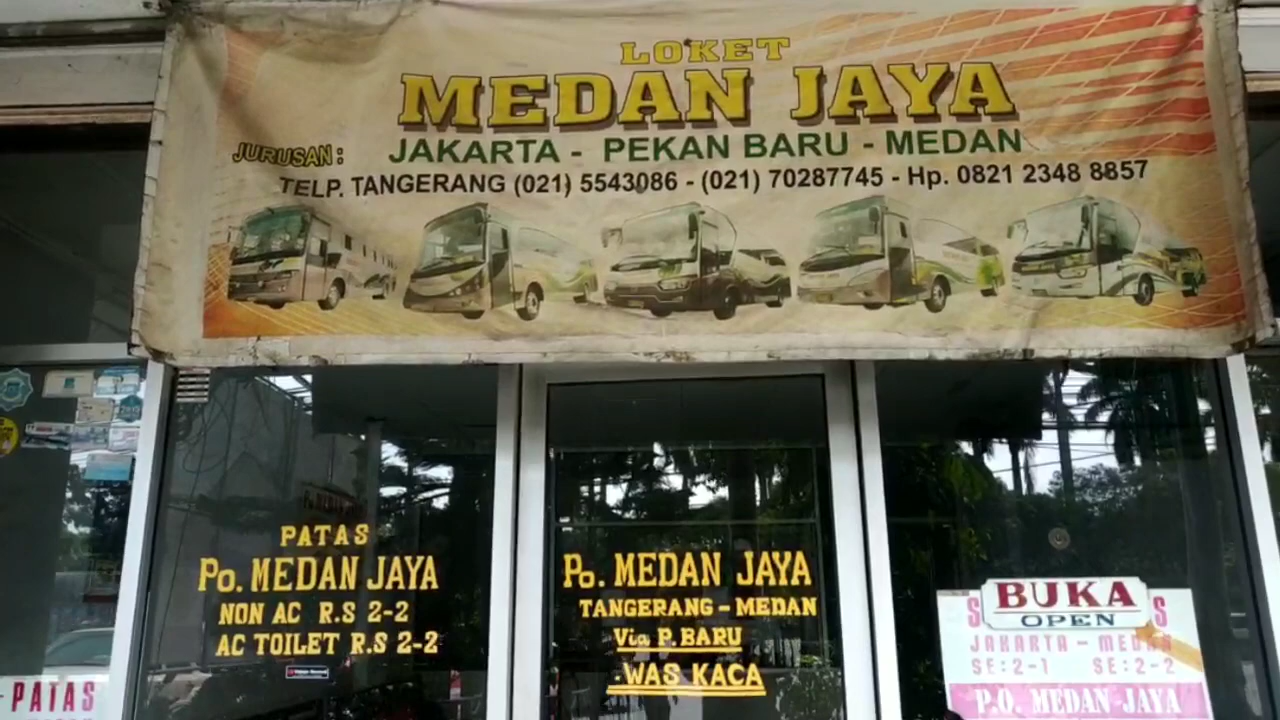 LOKET
MEDAN JAYA
JURUSAN: JAKARTA - PEKAN BARU - MEDAN
TELP. TANGERANG (021) 5543086 - (021) 70287745 - Hp. 0821 2348 8857
PATAS
Po. MEDAN JAYA
NON AC R.S 2-2
AC TOILET R.S 2-2
Po. MEDAN JAYA
TANGERANG - MEDAN
Via P.BARU
AWAS KACA
BUKA
OPEN
JAKARTA - MEDAN
SE:2-1 SE:2-2
P.O. MEDAN JAYA
- PATAS